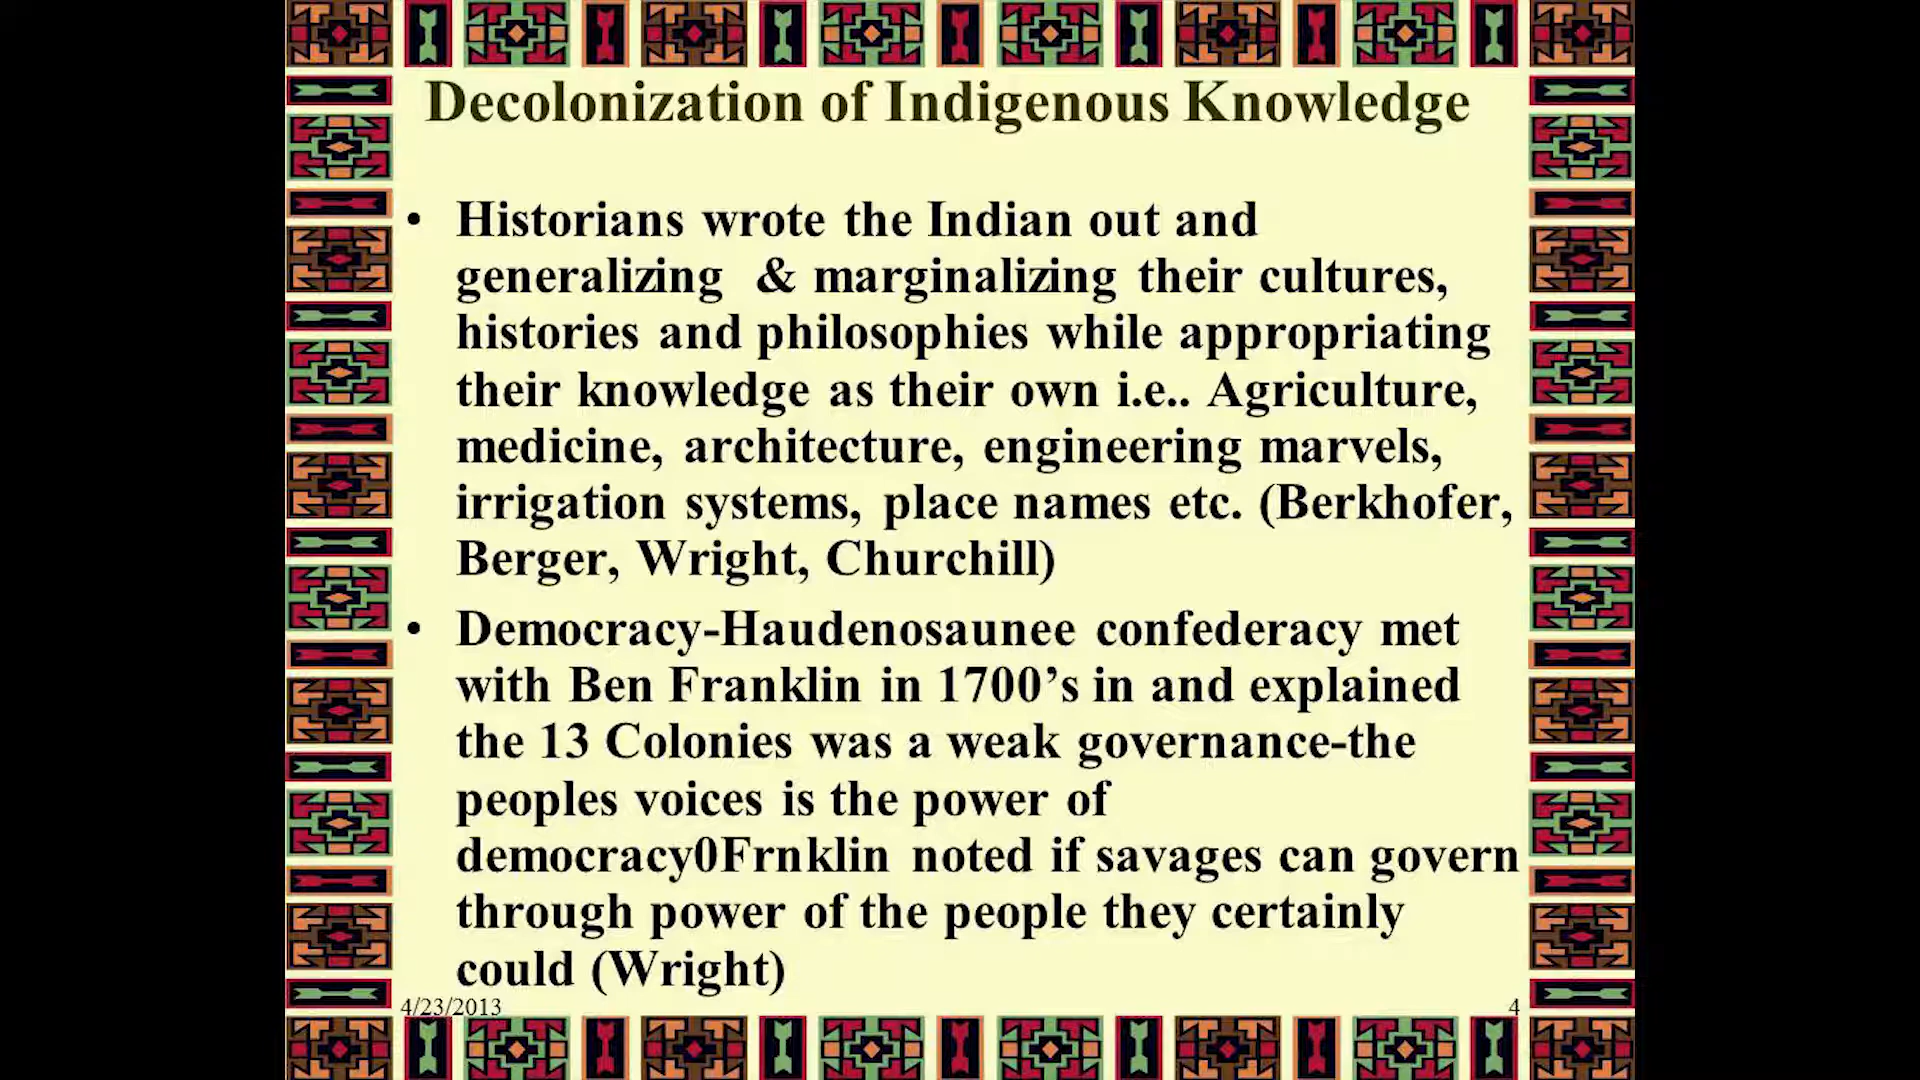 Decolonization of Indigenous Knowledge
• Historians wrote the Indian out and
generalizing & marginalizing their cultures,
histories and philosophies while appropriating
their knowledge as their own i.e.. Agriculture,
medicine, architecture, engineering marvels,
irrigation systems, place names etc. (Berkhofer,
Berger, Wright, Churchill)
• Democracy-Haudenosaunee confederacy met
with Ben Franklin in 1700’s in and explained
the 13 Colonies was a weak governance-the
peoples voices is the power of
democracy0Frnklin noted if savages can govern
through power of the people they certainly
could (Wright)
4/23/2013
4